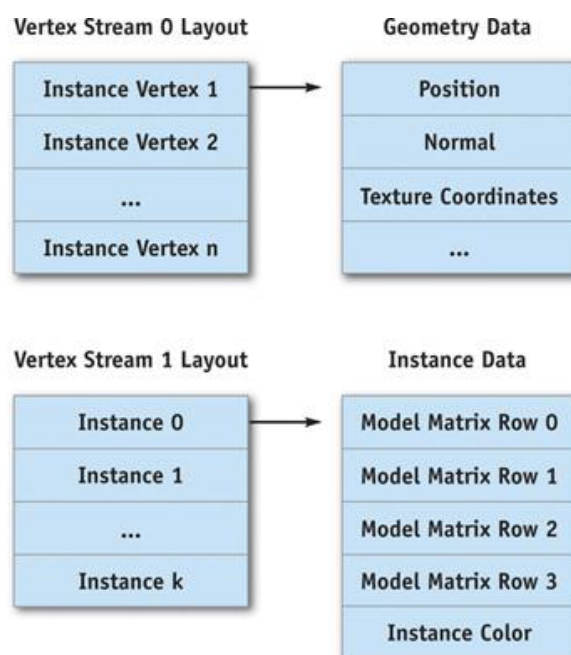 Vertex Stream 0 Layout
Geometry Data
Instance Vertex 1
Position
Instance Vertex 2
Normal
...
Texture Coordinates
Instance Vertex n
...
Vertex Stream 1 Layout
Instance Data
Instance 0
Model Matrix Row 0
Instance 1
Model Matrix Row 1
...
Model Matrix Row 2
Instance k
Model Matrix Row 3
Instance Color